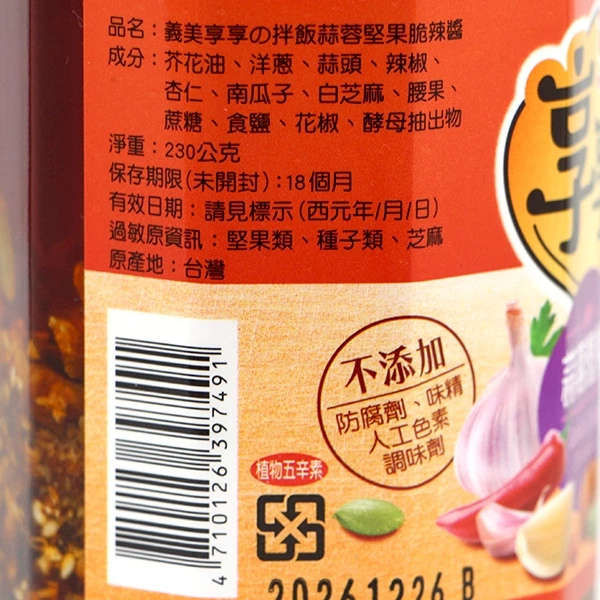 品名：義美享享の拌飯蒜蓉堅果脆辣醬
成分：芥花油、洋蔥、蒜頭、辣椒、
杏仁、南瓜子、白芝麻、腰果、
蔗糖、食鹽、花椒、酵母抽出物
淨重：230公克
保存期限(未開封)：18個月
有效日期：請見標示(西元年/月/日)
過敏原資訊：堅果類、種子類、芝麻
原產地：台灣
不添加
防腐劑、味精
人工色素
調味劑
植物五辛素
4 710126 397491
20261226 B